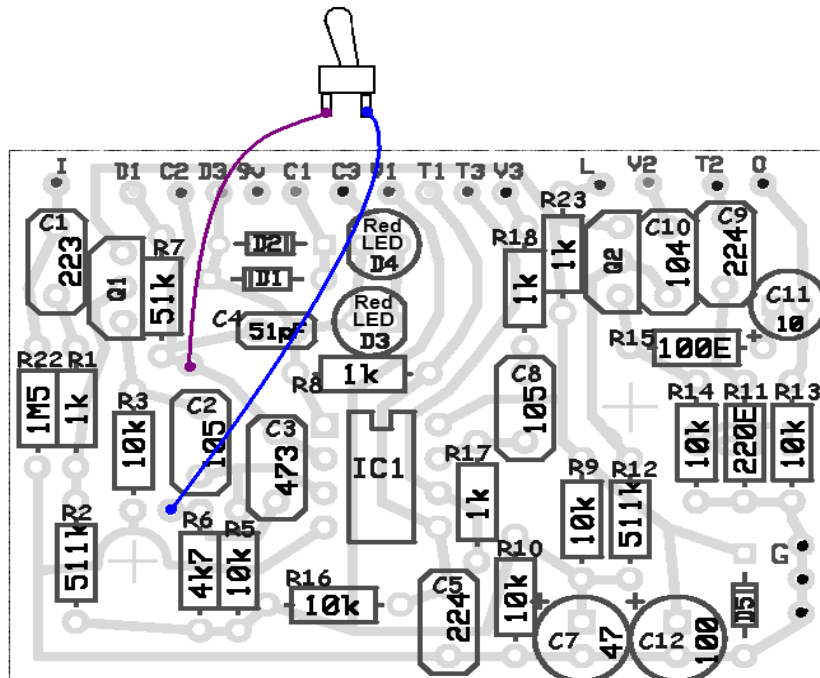 I D1 C2 D3 9v C1 C3 V1 T1 T3 V3 L V2 T2 O
C1
223
Q1
R7
51k
D2
D1
Red
LED
D4
Red
LED
D3
C4
51pF
R8
1k
R18
1k
R23
1k
Q2
C10
104
C9
224
C11
10
R15
100E
R22
1M5
R1
1k
R3
10k
C2
105
C3
473
IC1
C8
105
R14
10k
R11
220E
R13
10k
R17
1k
R9
10k
R12
511k
R2
511k
R6
4k7
R5
10k
R16
10k
C5
224
R10
10k
C7
47
C12
100
D5
G